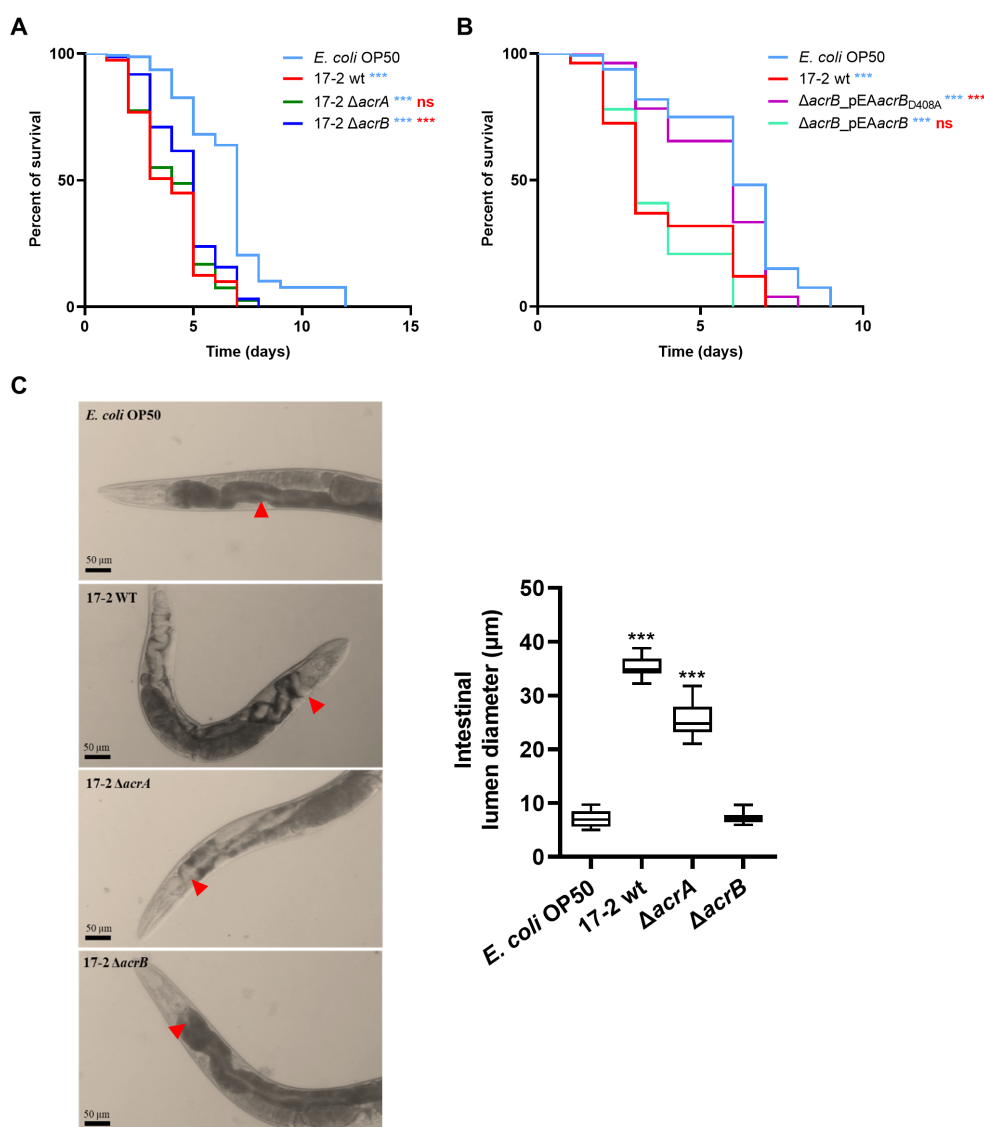 A
100
50
0
0
5
10
15
Percent of survival
Time (days)
E. coli OP50
17-2 wt ***
17-2 ΔacrA *** ns
17-2 ΔacrB *** ***
B
100
50
0
0
5
10
Percent of survival
Time (days)
E. coli OP50
17-2 wt ***
ΔacrB_pEAacrB_D408A *** ***
ΔacrB_pEAacrB *** ns
C
E. coli OP50
50 µm
17-2 WT
50 µm
17-2 ΔacrA
50 µm
17-2 ΔacrB
50 µm
Intestinal
lumen diameter (µm)
50
40
30
20
10
0
***
***
E. coli OP50
17-2 wt
ΔacrA
ΔacrB